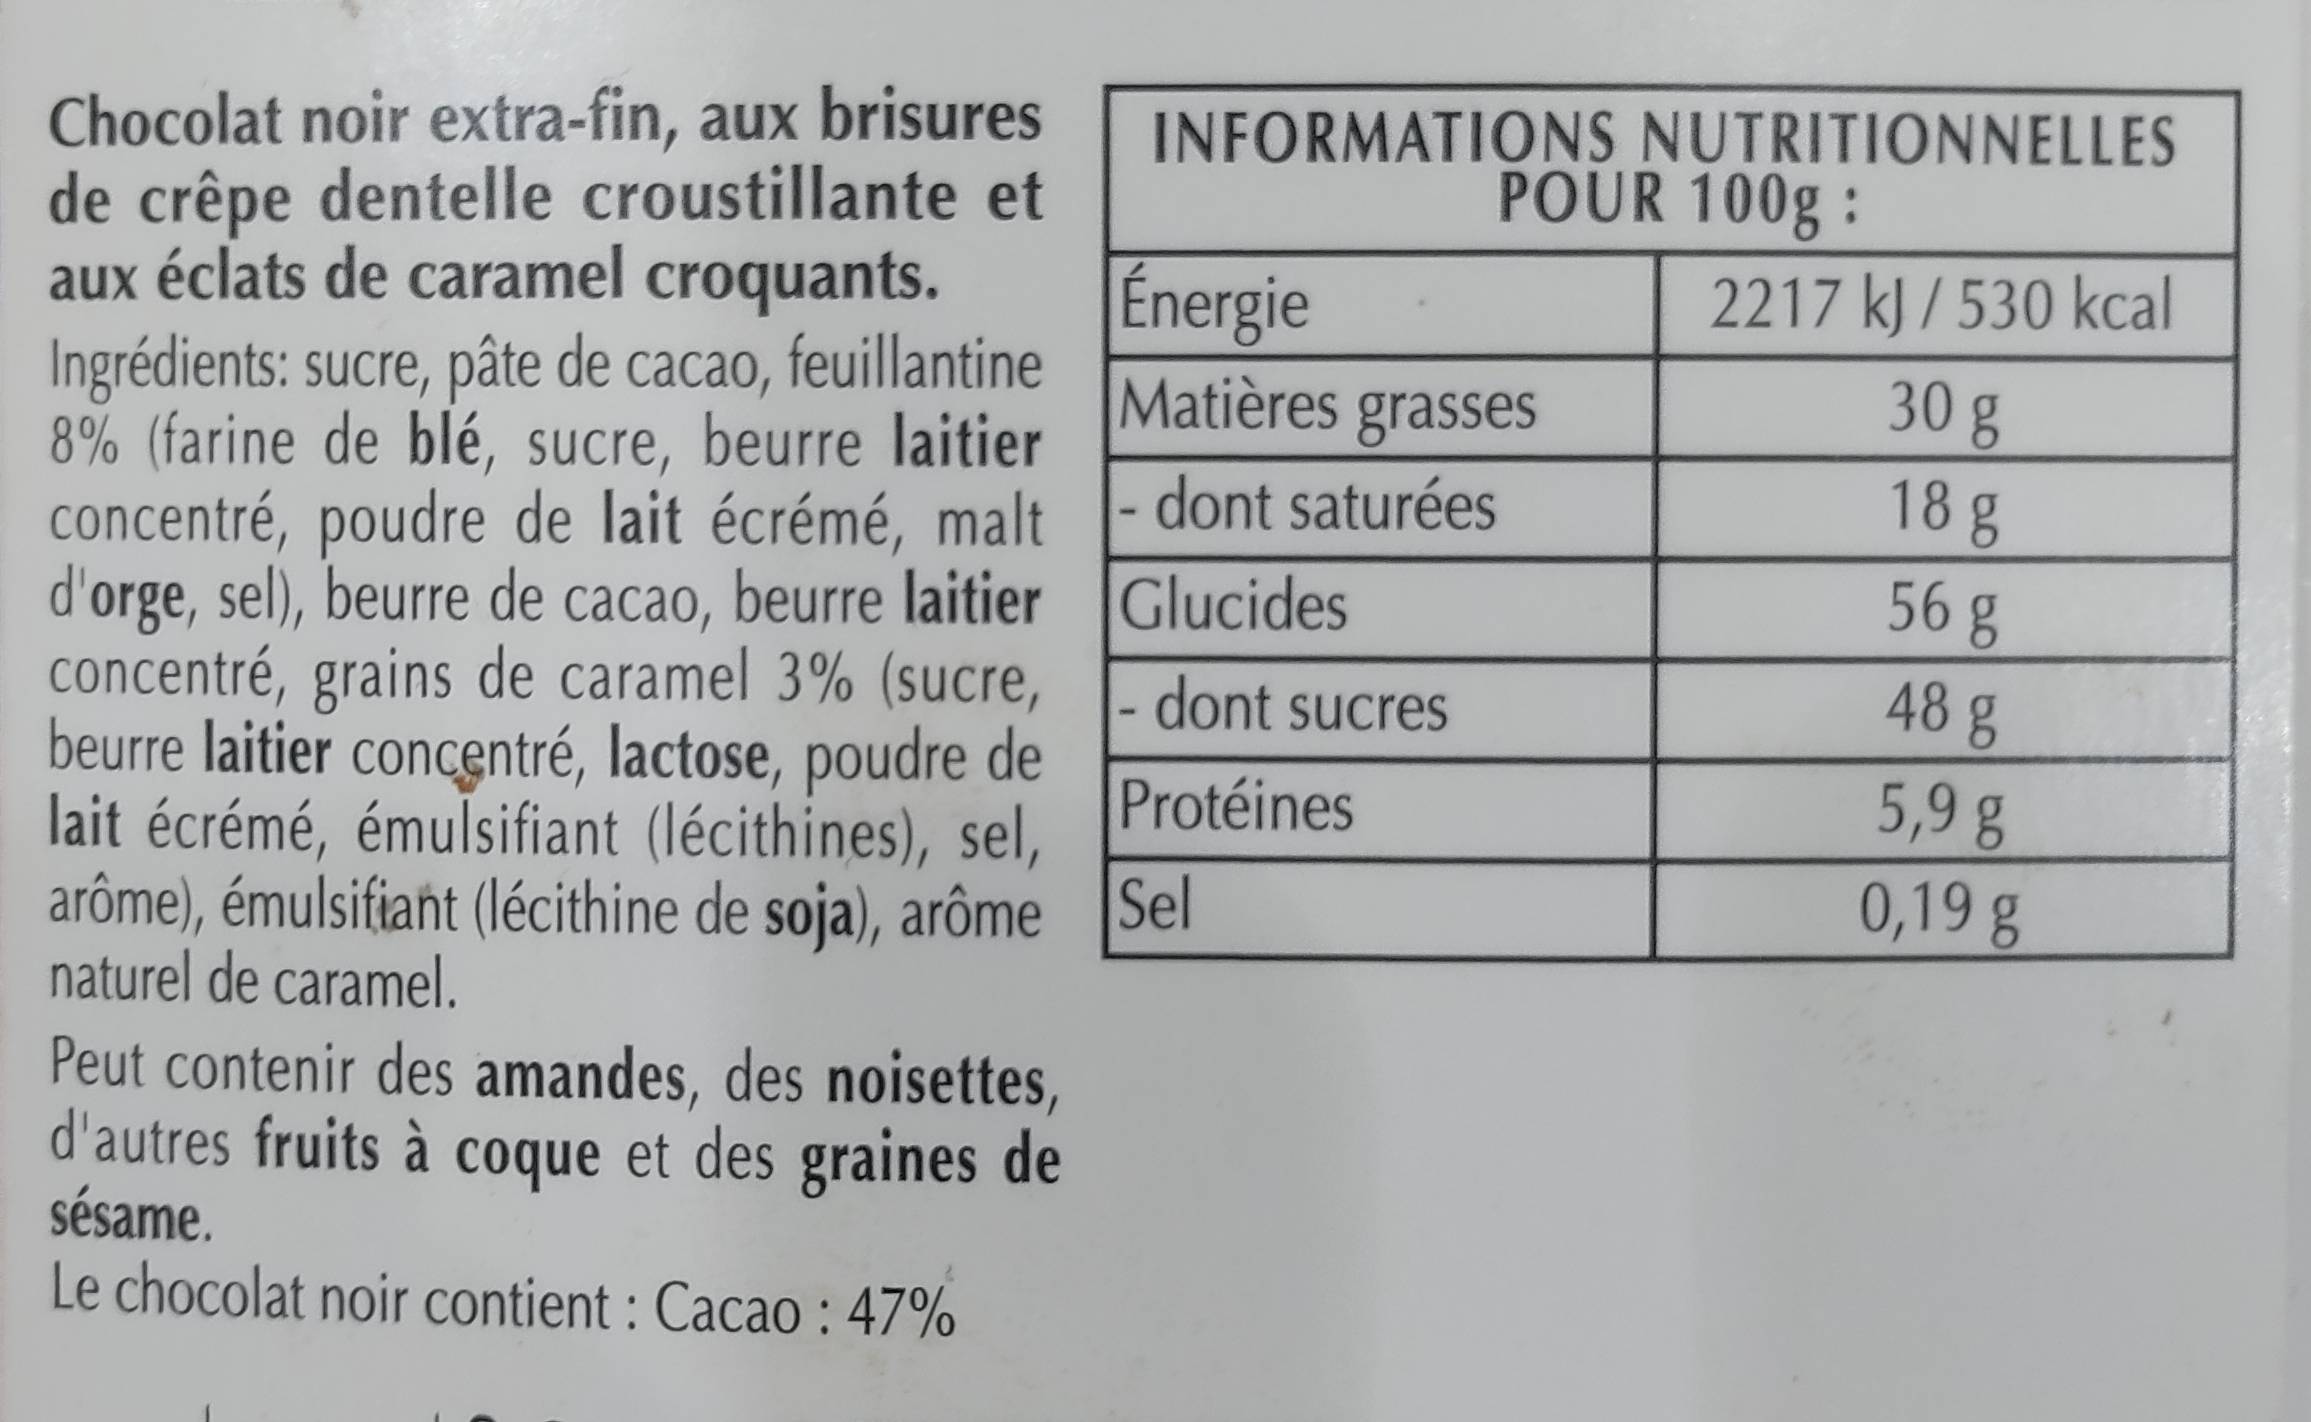 Chocolat noir extra-fin, aux brisures
de crêpe dentelle croustillante et
aux éclats de caramel croquants.
Ingrédients: sucre, pâte de cacao, feuillantine
8% (farine de blé, sucre, beurre laitier
concentré, poudre de lait écrémé, malt
d'orge, sel), beurre de cacao, beurre laitier
concentré, grains de caramel 3% (sucre,
beurre laitier concentré, lactose, poudre de
lait écrémé, émulsifiant (lécithines), sel,
arôme), émulsifiant (lécithine de soja), arôme
naturel de caramel.
Peut contenir des amandes, des noisettes,
d'autres fruits à coque et des graines de
sésame.
Le chocolat noir contient : Cacao : 47%
INFORMATIONS NUTRITIONNELLES
POUR 100g :
Énergie 2217 kJ / 530 kcal
Matières grasses 30 g
- dont saturées 18 g
Glucides 56 g
- dont sucres 48 g
Protéines 5,9 g
Sel 0,19 g